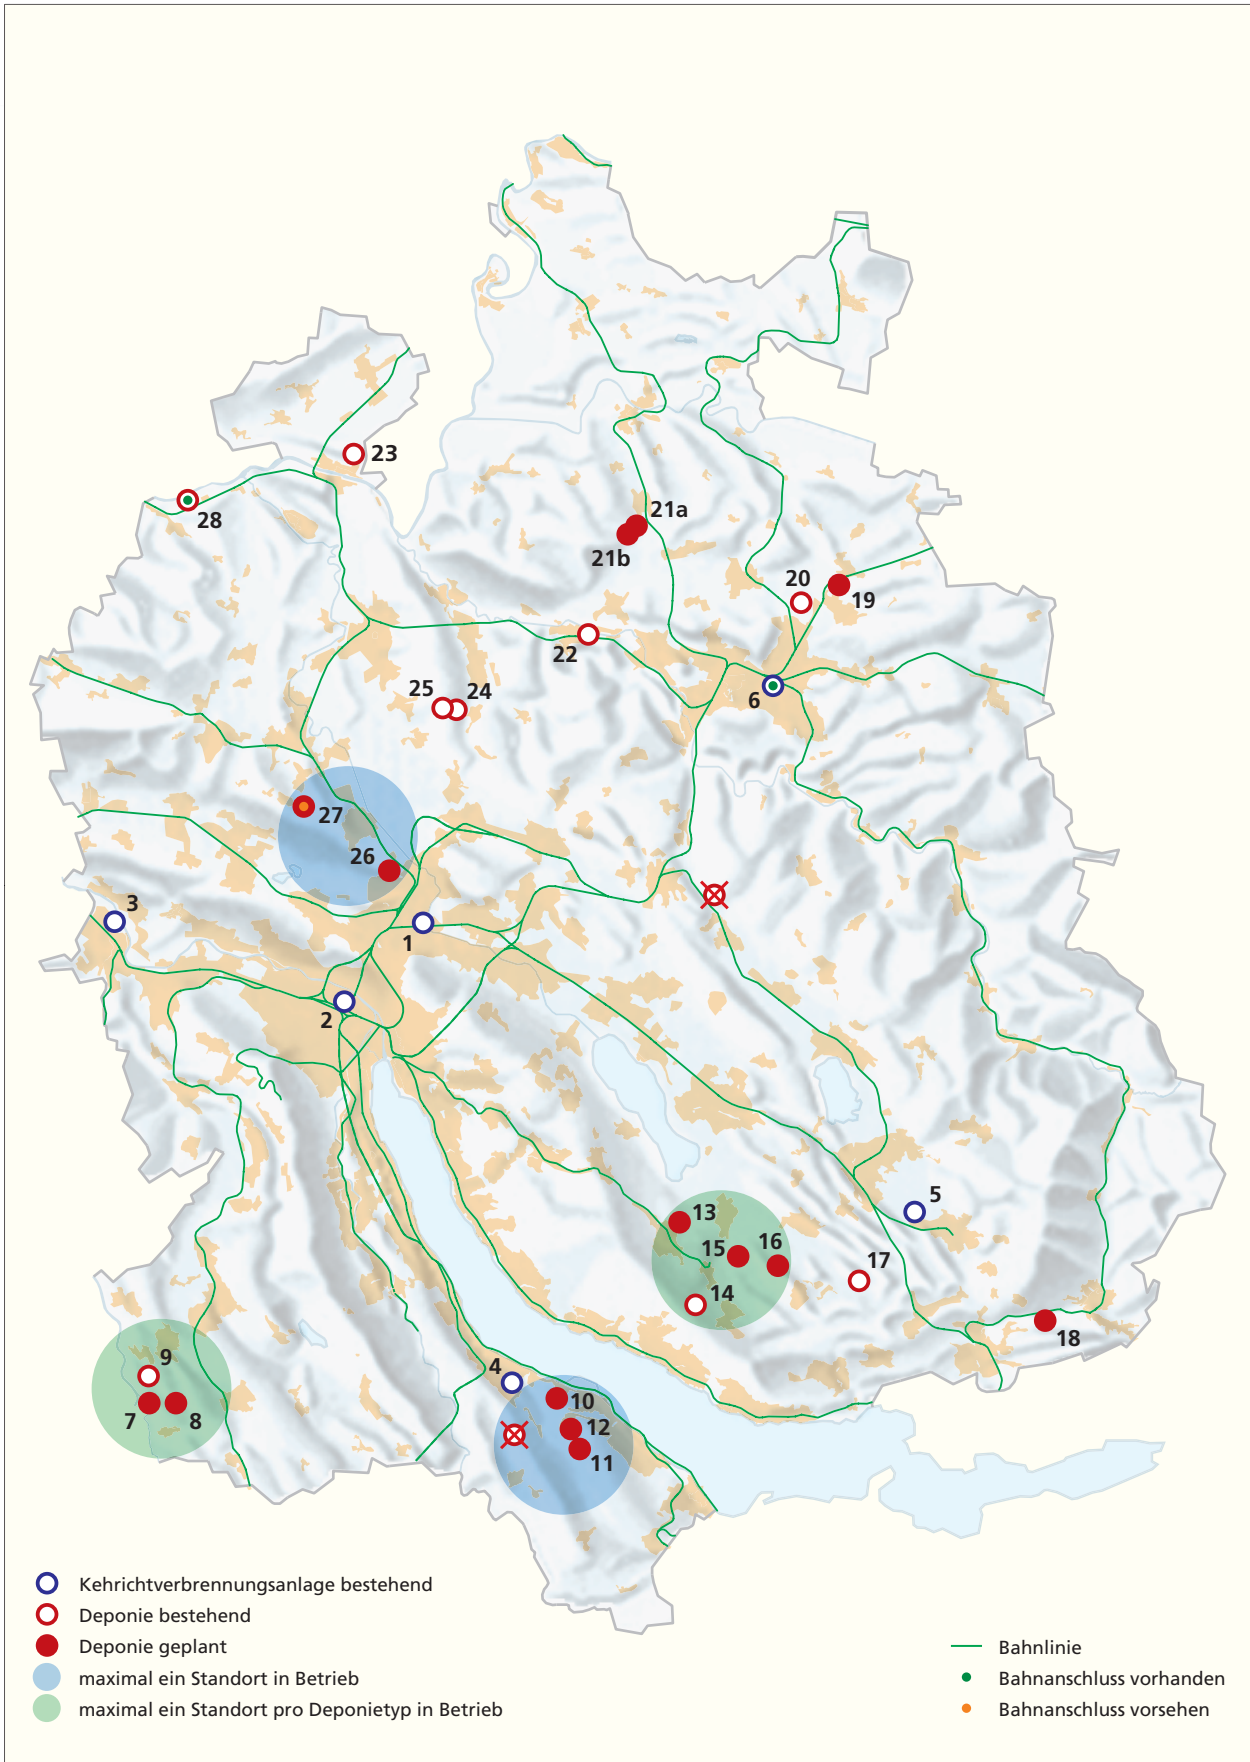 23
28
21a
21b
20
19
22
25
24
6
27
26
3
1
2
5
13
15
16
17
14
18
9
7
8
4
10
12
11
Kehrichtverbrennungsanlage bestehend
Deponie bestehend
Deponie geplant
maximal ein Standort in Betrieb
maximal ein Standort pro Deponietyp in Betrieb
Bahnlinie
Bahnanschluss vorhanden
Bahnanschluss vorsehen